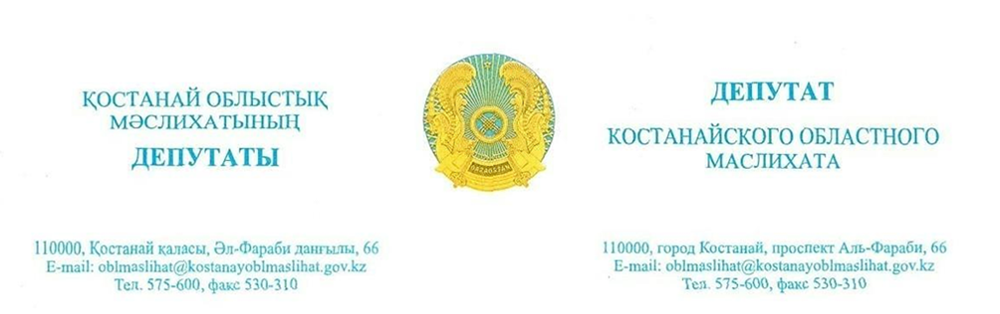 ҚОСТАНАЙ ОБЛЫСТЫҚ
МӘСЛИХАТЫНЫҢ
ДЕПУТАТЫ
110000, Қостанай қаласы, Әл-Фараби даңғылы, 66
E-mail: oblmaslihat@kostanayoblmaslihat.gov.kz
Тел. 575-600, факс 530-310
QAZAQSTAN
ДЕПУТАТ
КОСТАНАЙСКОГО ОБЛАСТНОГО
МАСЛИХАТА
110000, город Костанай, проспект Аль-Фараби, 66
E-mail: oblmaslihat@kostanayoblmaslihat.gov.kz
Тел. 575-600, факс 530-310